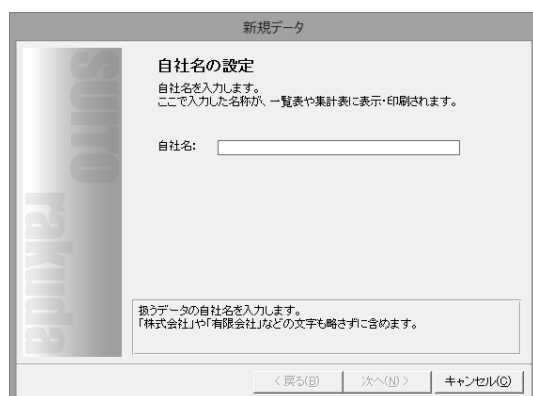 新規データ
SUITO rakuda
自社名の設定
自社名を入力します。
ここで入力した名称が、一覧表や集計表に表示・印刷されます。
自社名:
扱うデータの自社名を入力します。
「株式会社」や「有限会社」などの文字も略さずに含めます。
<戻る(B)
次へ(N)>
キャンセル(C)